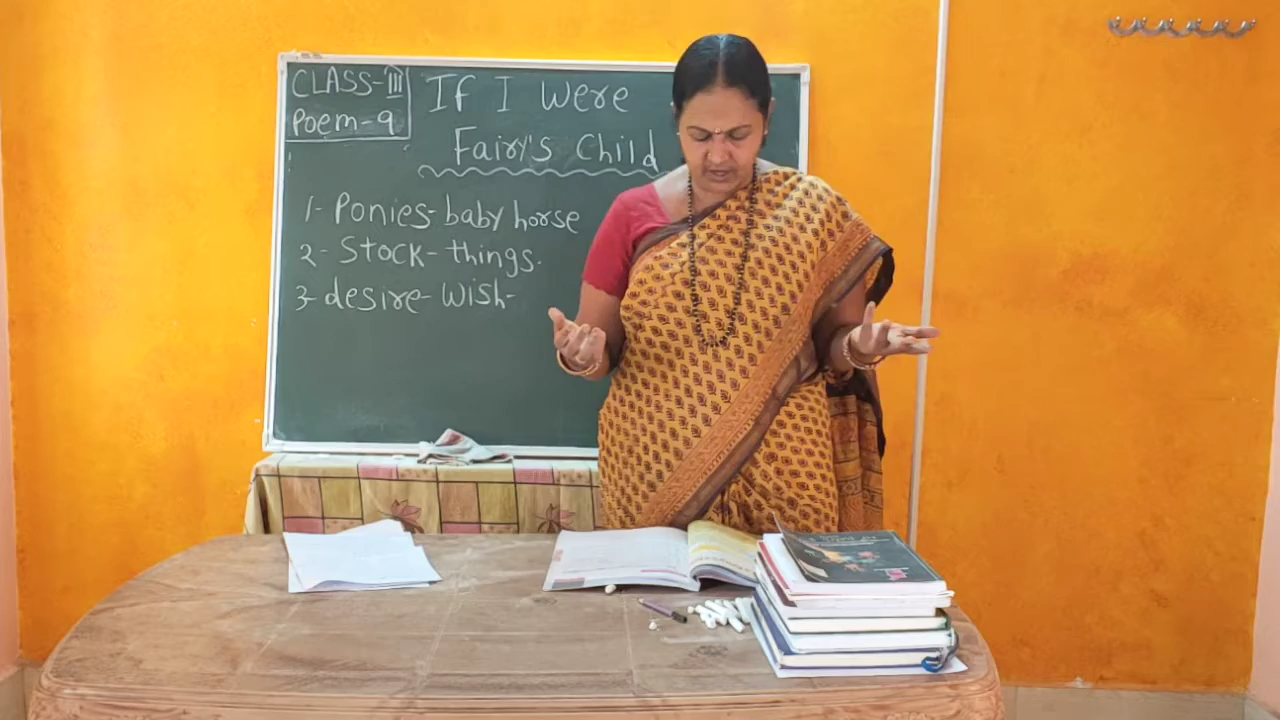 CLASS-III
Poem-9
If I Were
Fairy's Child
1- Ponies- baby horse
2- Stock- things.
3- desire- Wish-